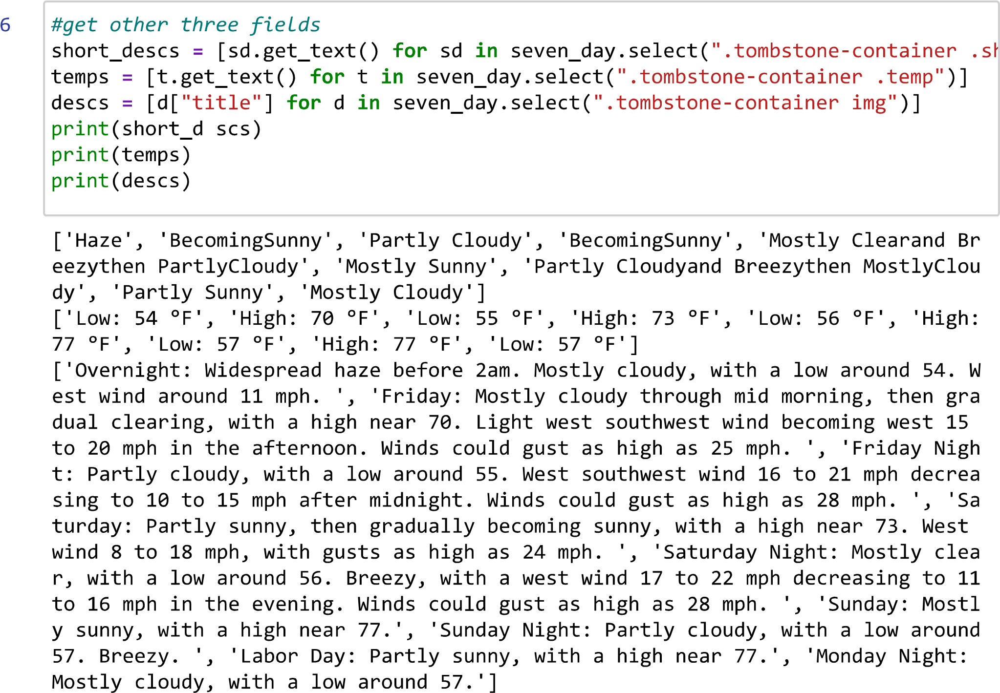 6
#get other three fields
short_descs = [sd.get_text() for sd in seven_day.select(".tombstone-container .sh
temps = [t.get_text() for t in seven_day.select(".tombstone-container .temp")]
descs = [d["title"] for d in seven_day.select(".tombstone-container img")]
print(short_d scs)
print(temps)
print(descs)
['Haze', 'BecomingSunny', 'Partly Cloudy', 'BecomingSunny', 'Mostly Clearand Br
eezythen PartlyCloudy', 'Mostly Sunny', 'Partly Cloudyand Breezythen MostlyClou
dy', 'Partly Sunny', 'Mostly Cloudy']
['Low: 54 °F', 'High: 70 °F', 'Low: 55 °F', 'High: 73 °F', 'Low: 56 °F', 'High:
77 °F', 'Low: 57 °F', 'High: 77 °F', 'Low: 57 °F']
['Overnight: Widespread haze before 2am. Mostly cloudy, with a low around 54. W
est wind around 11 mph. ', 'Friday: Mostly cloudy through mid morning, then gra
dual clearing, with a high near 70. Light west southwest wind becoming west 15
to 20 mph in the afternoon. Winds could gust as high as 25 mph. ', 'Friday Nigh
t: Partly cloudy, with a low around 55. West southwest wind 16 to 21 mph decrea
sing to 10 to 15 mph after midnight. Winds could gust as high as 28 mph. ', 'Sa
turday: Partly sunny, then gradually becoming sunny, with a high near 73. West
wind 8 to 18 mph, with gusts as high as 24 mph. ', 'Saturday Night: Mostly clea
r, with a low around 56. Breezy, with a west wind 17 to 22 mph decreasing to 11
to 16 mph in the evening. Winds could gust as high as 28 mph. ', 'Sunday: Mostl
y sunny, with a high near 77.', 'Sunday Night: Partly cloudy, with a low around
57. Breezy. ', 'Labor Day: Partly sunny, with a high near 77.', 'Monday Night:
Mostly cloudy, with a low around 57.']